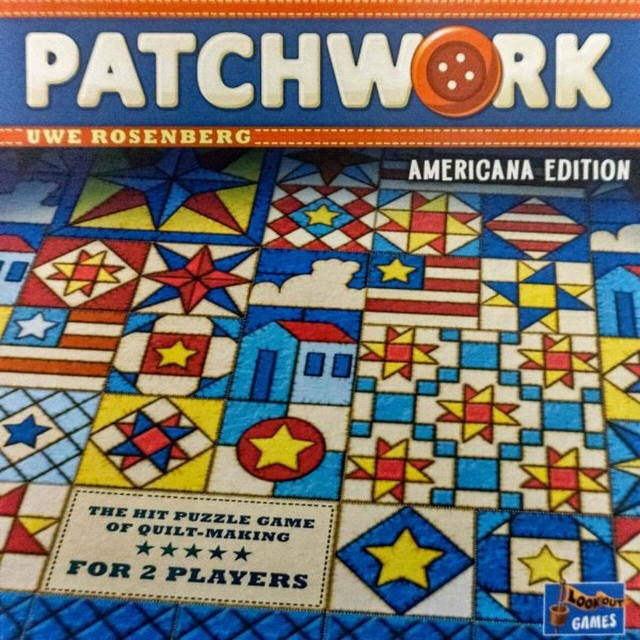 PATCHWORK
UWE ROSENBERG
AMERICANA EDITION
THE HIT PUZZLE GAME
OF QUILT-MAKING
FOR 2 PLAYERS
LOOKOUT
GAMES